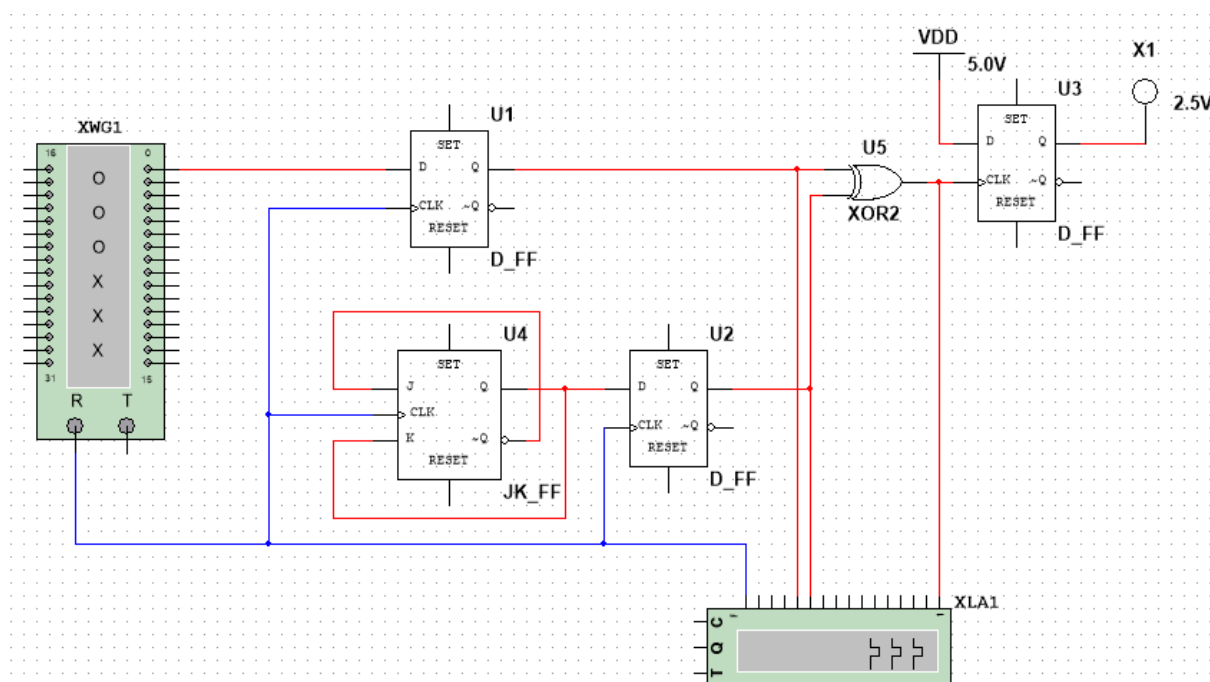 VDD
5.0V
X1
2.5V
U3
SET
D Q
CLK ~Q
RESET
D_FF
XWG1
16 0
O
O
O
X
X
X
31 15
R T
U1
SET
D Q
CLK ~Q
RESET
D_FF
U5
XOR2
U4
SET
J Q
CLK
K ~Q
RESET
JK_FF
U2
SET
D Q
CLK ~Q
RESET
D_FF
XLA1
C
Q
T